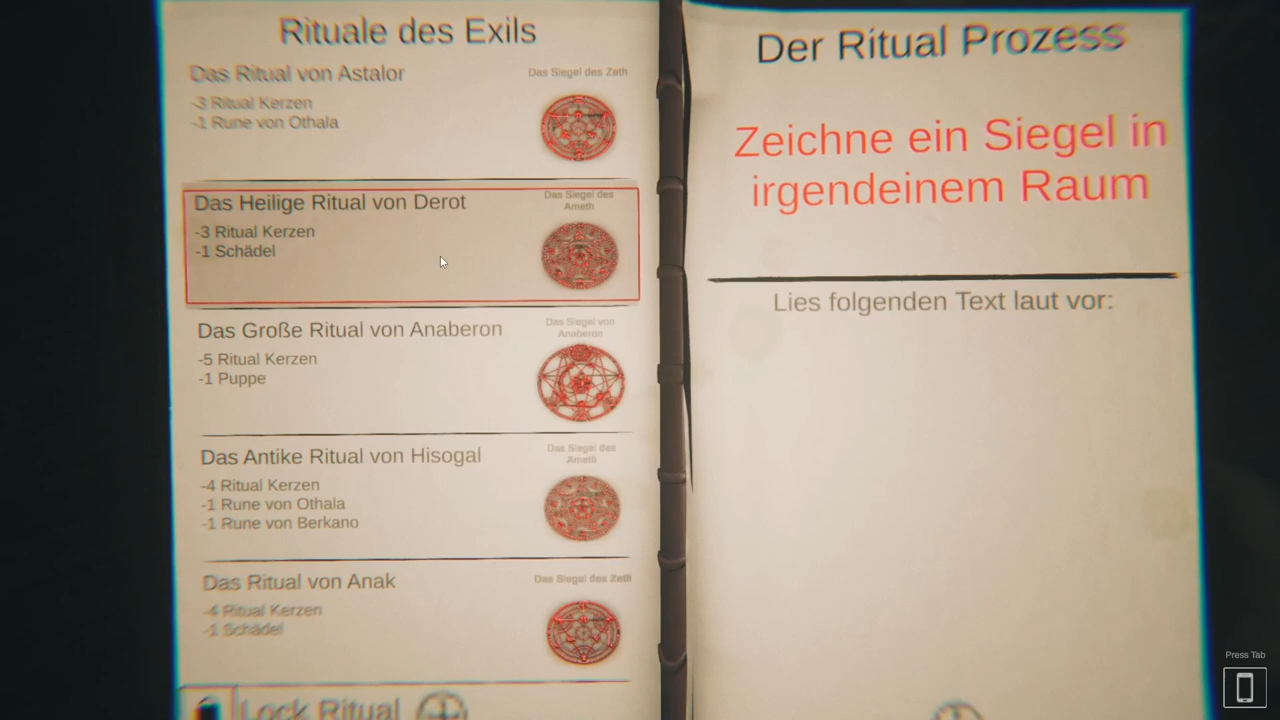 Rituale des Exils
Das Ritual von Astalor
Das Siegel des Zeth
-3 Ritual Kerzen
-1 Rune von Othala
Das Heilige Ritual von Derot
Das Siegel des
Ameth
-3 Ritual Kerzen
-1 Schädel
Das Große Ritual von Anaberon
Das Siegel von
Anaberon
-5 Ritual Kerzen
-1 Puppe
Das Antike Ritual von Hisogal
Das Siegel des
Ameth
-4 Ritual Kerzen
-1 Rune von Othala
-1 Rune von Berkano
Das Ritual von Anak
Das Siegel des Zeth
-4 Ritual Kerzen
-1 Schädel
Lock Ritual
Der Ritual Prozess
Zeichne ein Siegel in
irgendeinem Raum
Lies folgenden Text laut vor:
Press Tab